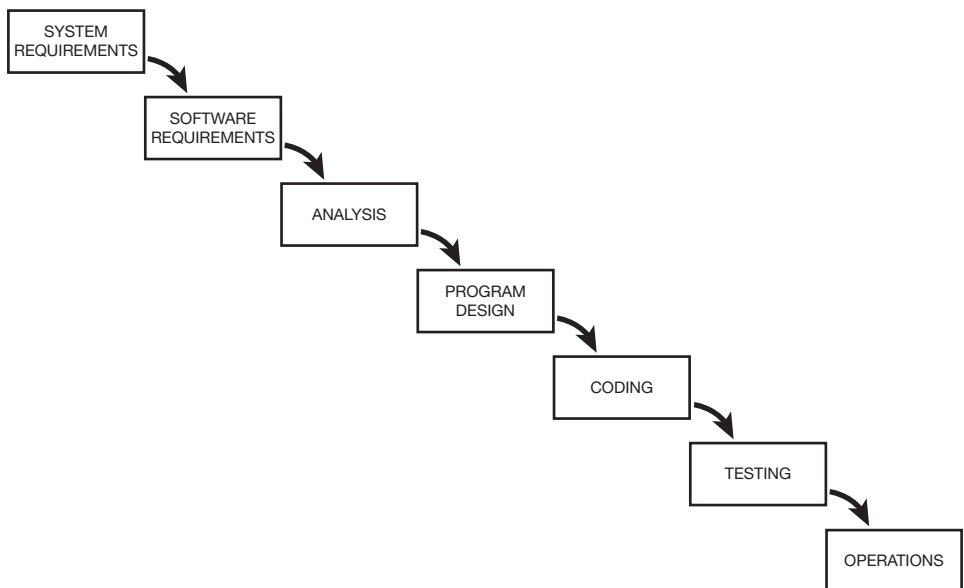 SYSTEM
REQUIREMENTS
SOFTWARE
REQUIREMENTS
ANALYSIS
PROGRAM
DESIGN
CODING
TESTING
OPERATIONS